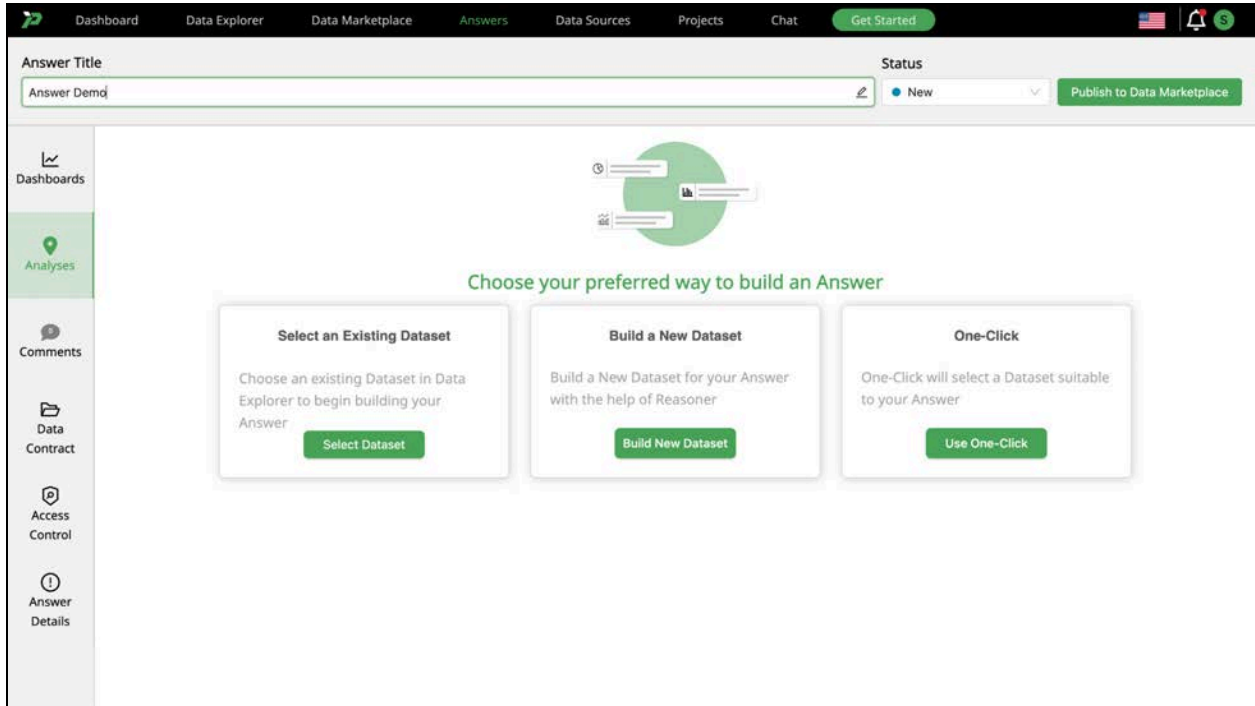 Dashboard Data Explorer Data Marketplace Answers Data Sources Projects Chat Get Started S
Answer Title
Status
Answer Demo
New
Publish to Data Marketplace
Dashboards
Analyses
Comments
Data
Contract
Access
Control
Answer
Details
Choose your preferred way to build an Answer
Select an Existing Dataset
Choose an existing Dataset in Data
Explorer to begin building your
Answer
Select Dataset
Build a New Dataset
Build a New Dataset for your Answer
with the help of Reasoner
Build New Dataset
One-Click
One-Click will select a Dataset suitable
to your Answer
Use One-Click